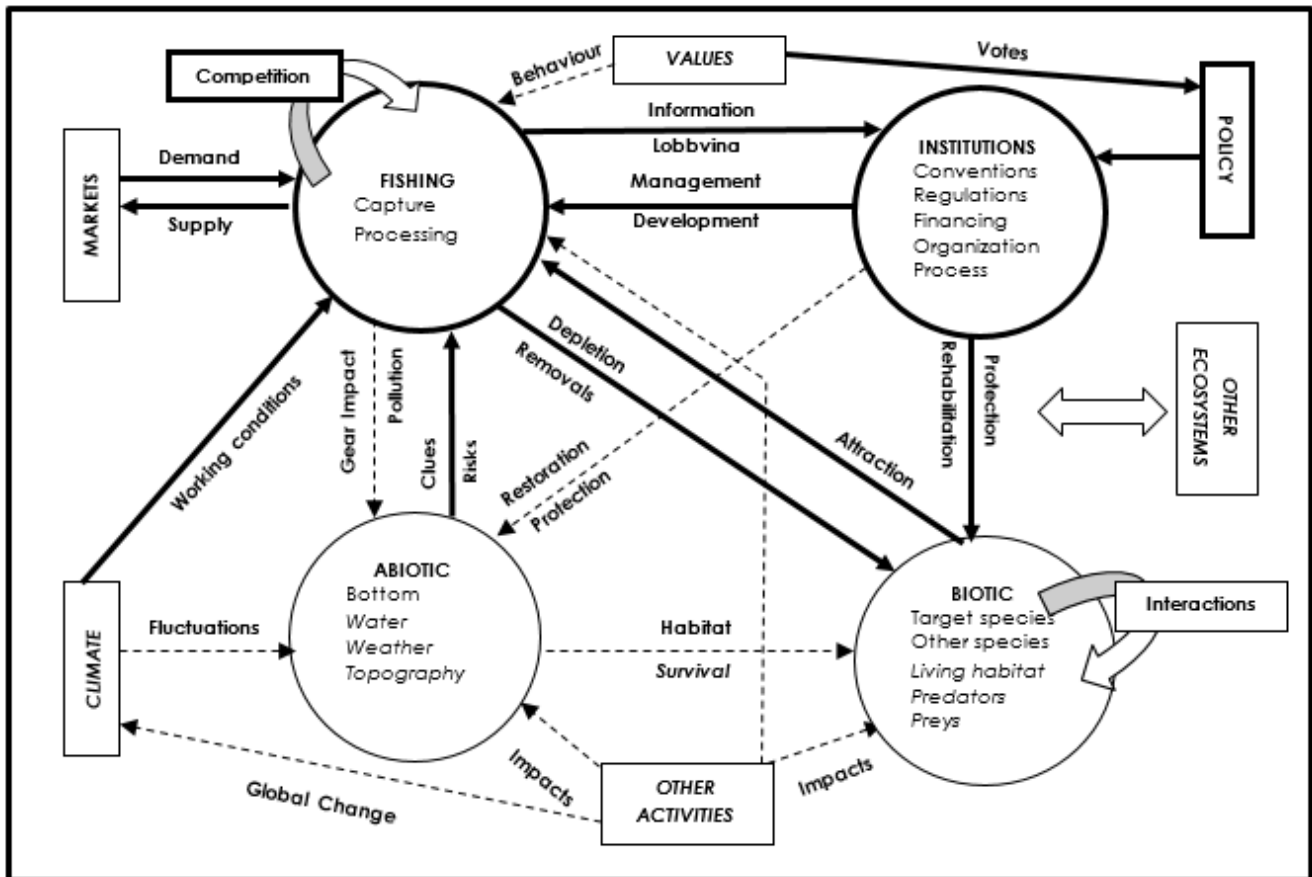 VALUES
Votes
Behaviour
Competition
Information
Lobbvina
Management
Development
MARKETS
Demand
Supply
FISHING
Capture
Processing
INSTITUTIONS
Conventions
Regulations
Financing
Organization
Process
POLICY
Depletion
Removals
Attraction
Rehabilitation
Protection
OTHER
ECOSYSTEMS
Working conditions
Gear Impact
Pollution
Clues
Risks
Restoration
Protection
CLIMATE
Fluctuations
ABIOTIC
Bottom
Water
Weather
Topography
Habitat
Survival
BIOTIC
Target species
Other species
Living habitat
Predators
Preys
Interactions
Global Change
Impacts
OTHER
ACTIVITIES
Impacts